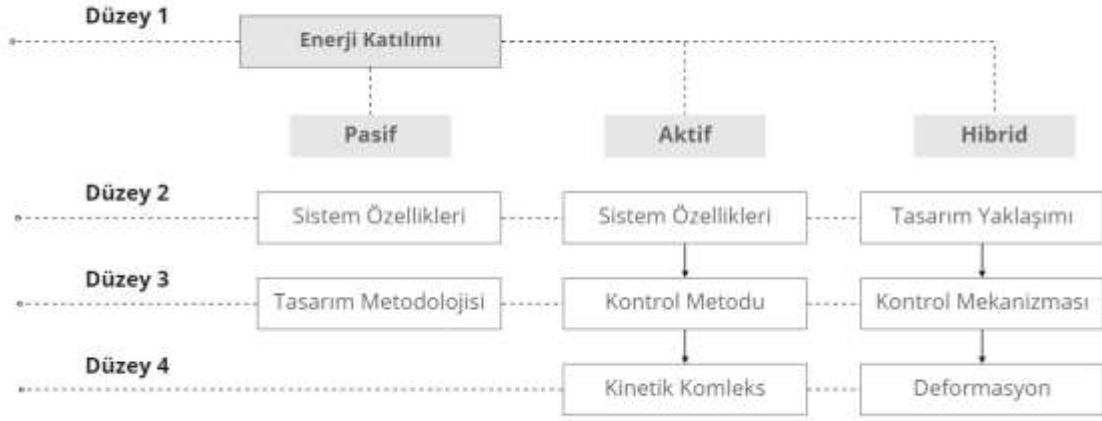 Düzey 1
Enerji Katılımı
Pasif
Aktif
Hibrid
Düzey 2
Sistem Özellikleri
Sistem Özellikleri
Tasarım Yaklaşımı
Düzey 3
Tasarım Metodolojisi
Kontrol Metodu
Kontrol Mekanizması
Düzey 4
Kinetik Komleks
Deformasyon